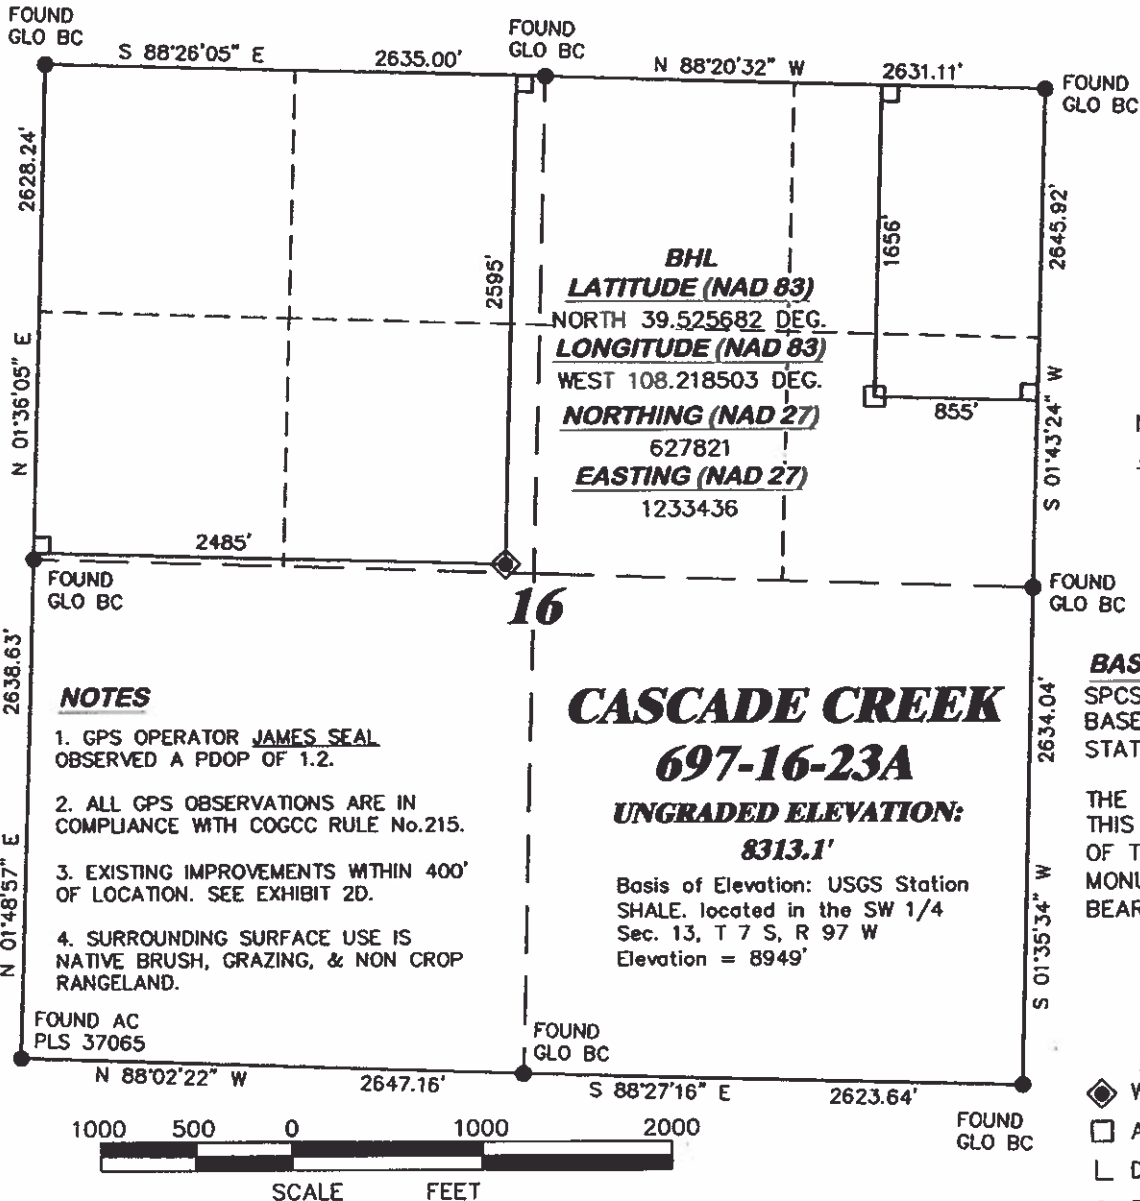 FOUND
GLO BC
S 88°26'05" E
2635.00'
FOUND
GLO BC
N 88°20'32" W
2631.11'
FOUND
GLO BC
2628.24'
2595'
1656'
2645.92'
BHL
LATITUDE (NAD 83)
NORTH 39.525682 DEG.
LONGITUDE (NAD 83)
WEST 108.218503 DEG.
NORTHING (NAD 27)
627821
EASTING (NAD 27)
1233436
855'
N 01°36'05" E
S 01°43'24" W
2485'
FOUND
GLO BC
FOUND
GLO BC
16
2638.63'
NOTES
1. GPS OPERATOR JAMES SEAL
OBSERVED A PDOP OF 1.2.
2. ALL GPS OBSERVATIONS ARE IN
COMPLIANCE WITH COGCC RULE No.215.
3. EXISTING IMPROVEMENTS WITHIN 400'
OF LOCATION. SEE EXHIBIT 2D.
4. SURROUNDING SURFACE USE IS
NATIVE BRUSH, GRAZING, & NON CROP
RANGELAND.
N 01°48'57" E
CASCADE CREEK
697-16-23A
UNGRADED ELEVATION:
8313.1'
Basis of Elevation: USGS Station
SHALE. located in the SW 1/4
Sec. 13, T 7 S, R 97 W
Elevation = 8949'
2634.04'
S 01°35'34" W
BAS
SPCS
BASE
STAT
THE
THIS
OF T
MONU
BEAR
FOUND AC
PLS 37065
FOUND
GLO BC
N 88°02'22" W
2647.16'
S 88°27'16" E
2623.64'
FOUND
GLO BC
1000 500 0 1000 2000
SCALE FEET
W
A
D